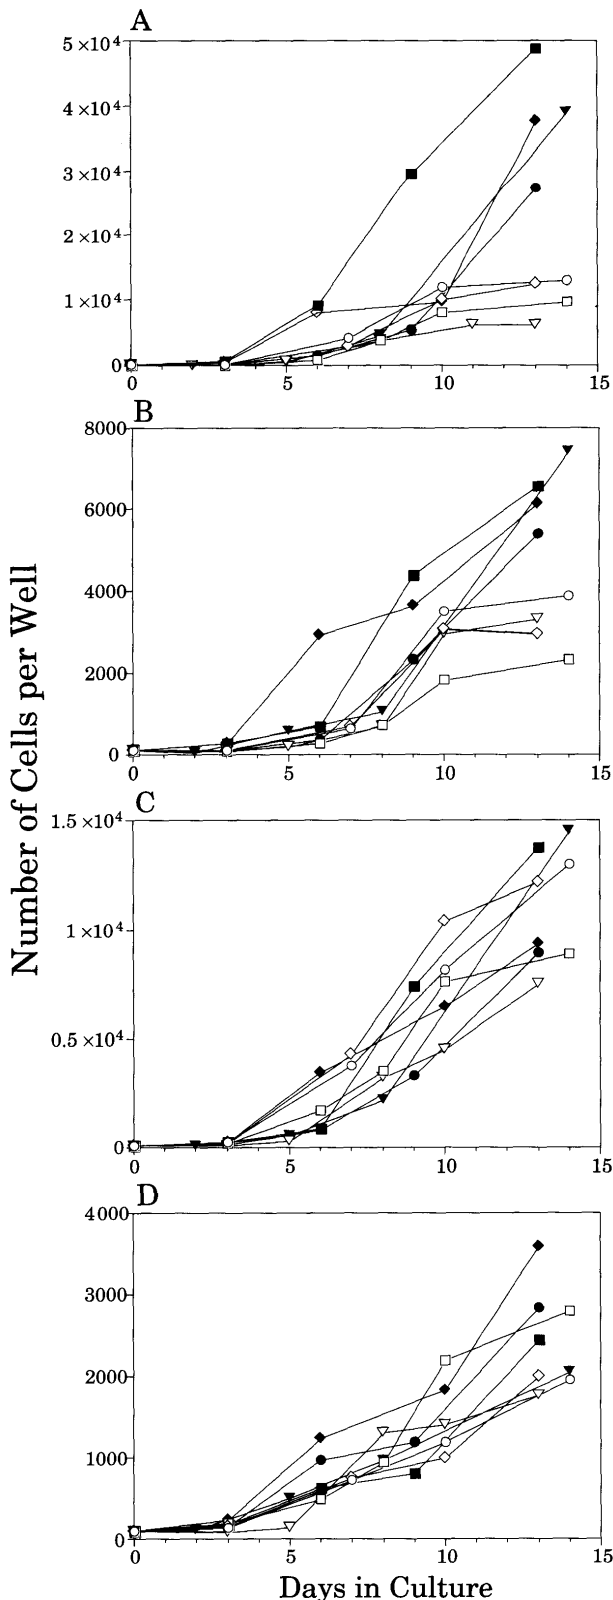 A
5 ×10⁴
4 ×10⁴
3 ×10⁴
2 ×10⁴
1 ×10⁴
0
0 5 10 15
B
8000
6000
4000
2000
0
0 5 10 15
Number of Cells per Well
C
1.5 ×10⁴
1 ×10⁴
0.5 ×10⁴
0
0 5 10 15
D
4000
3000
2000
1000
0
0 5 10 15
Days in Culture